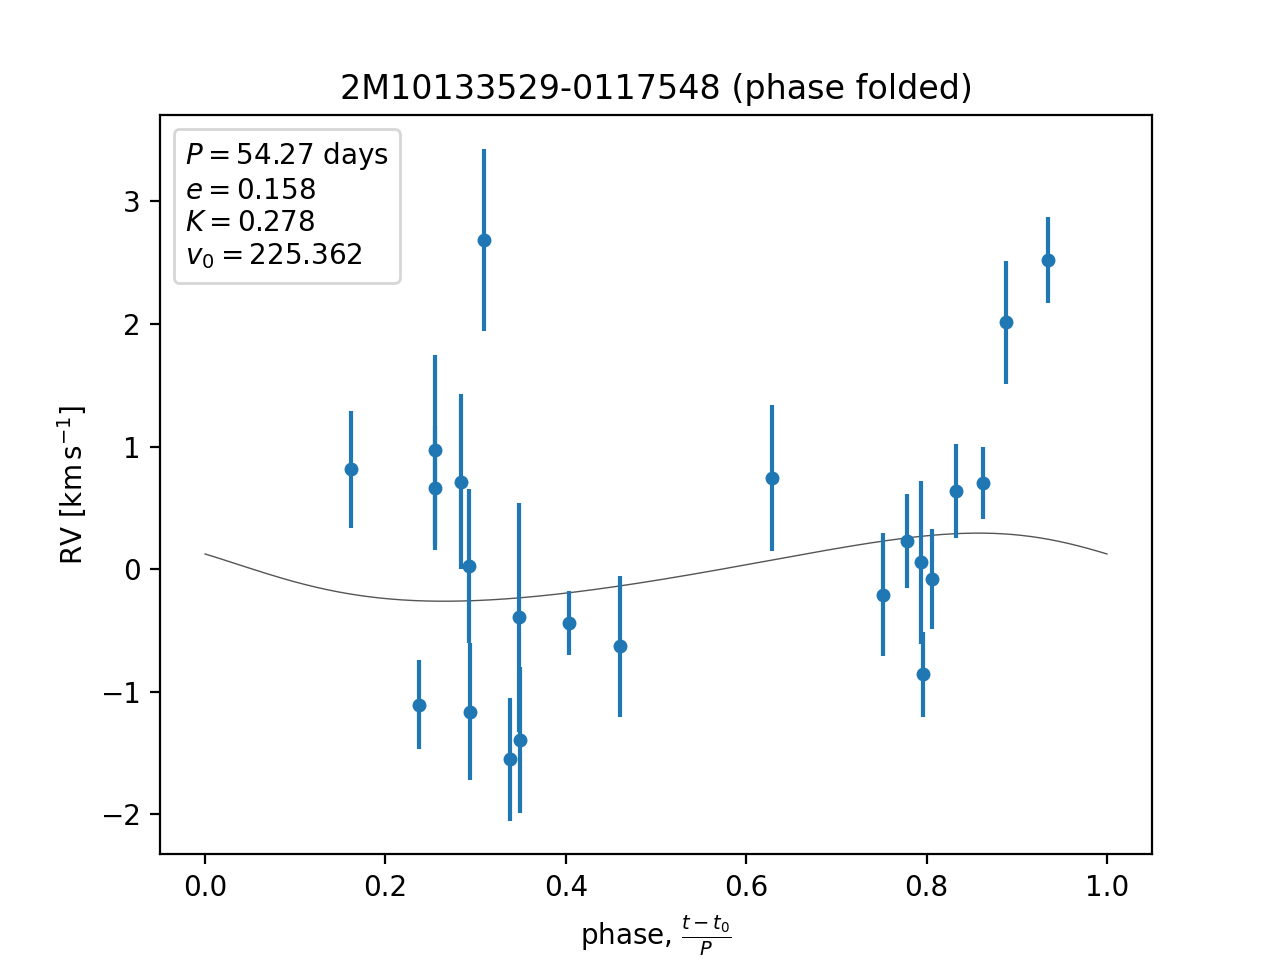 2M10133529-0117548 (phase folded)
P = 54.27 days
e = 0.158
K = 0.278
v₀ = 225.362
3
2
1
0
−1
−2
RV [km s⁻¹]
0.0 0.2 0.4 0.6 0.8 1.0
phase, (t − t₀)/P